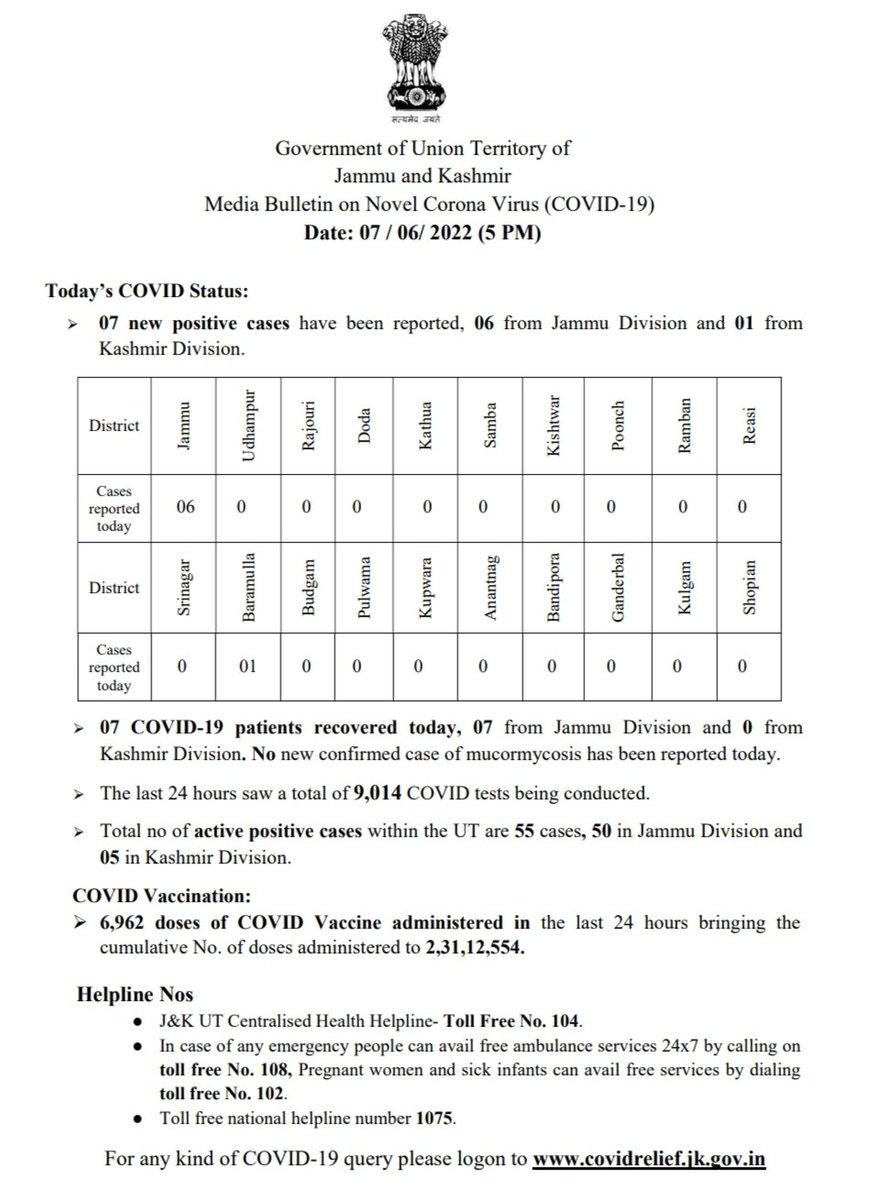 सत्यमेव जयते
Government of Union Territory of
Jammu and Kashmir
Media Bulletin on Novel Corona Virus (COVID-19)
Date: 07 / 06/ 2022 (5 PM)
Today’s COVID Status:
➢ 07 new positive cases have been reported, 06 from Jammu Division and 01 from
Kashmir Division.
District Jammu Udhampur Rajouri Doda Kathua Samba Kishtwar Poonch Ramban Reasi
Cases
reported
today
06 0 0 0 0 0 0 0 0 0
District Srinagar Baramulla Budgam Pulwama Kupwara Anantnag Bandipora Ganderbal Kulgam Shopian
Cases
reported
today
0 01 0 0 0 0 0 0 0 0
➢ 07 COVID-19 patients recovered today, 07 from Jammu Division and 0 from
Kashmir Division. No new confirmed case of mucormycosis has been reported today.
➢ The last 24 hours saw a total of 9,014 COVID tests being conducted.
➢ Total no of active positive cases within the UT are 55 cases, 50 in Jammu Division and
05 in Kashmir Division.
COVID Vaccination:
➢ 6,962 doses of COVID Vaccine administered in the last 24 hours bringing the
cumulative No. of doses administered to 2,31,12,554.
Helpline Nos
● J&K UT Centralised Health Helpline- Toll Free No. 104.
● In case of any emergency people can avail free ambulance services 24x7 by calling on
toll free No. 108, Pregnant women and sick infants can avail free services by dialing
toll free No. 102.
● Toll free national helpline number 1075.
For any kind of COVID-19 query please logon to www.covidrelief.jk.gov.in